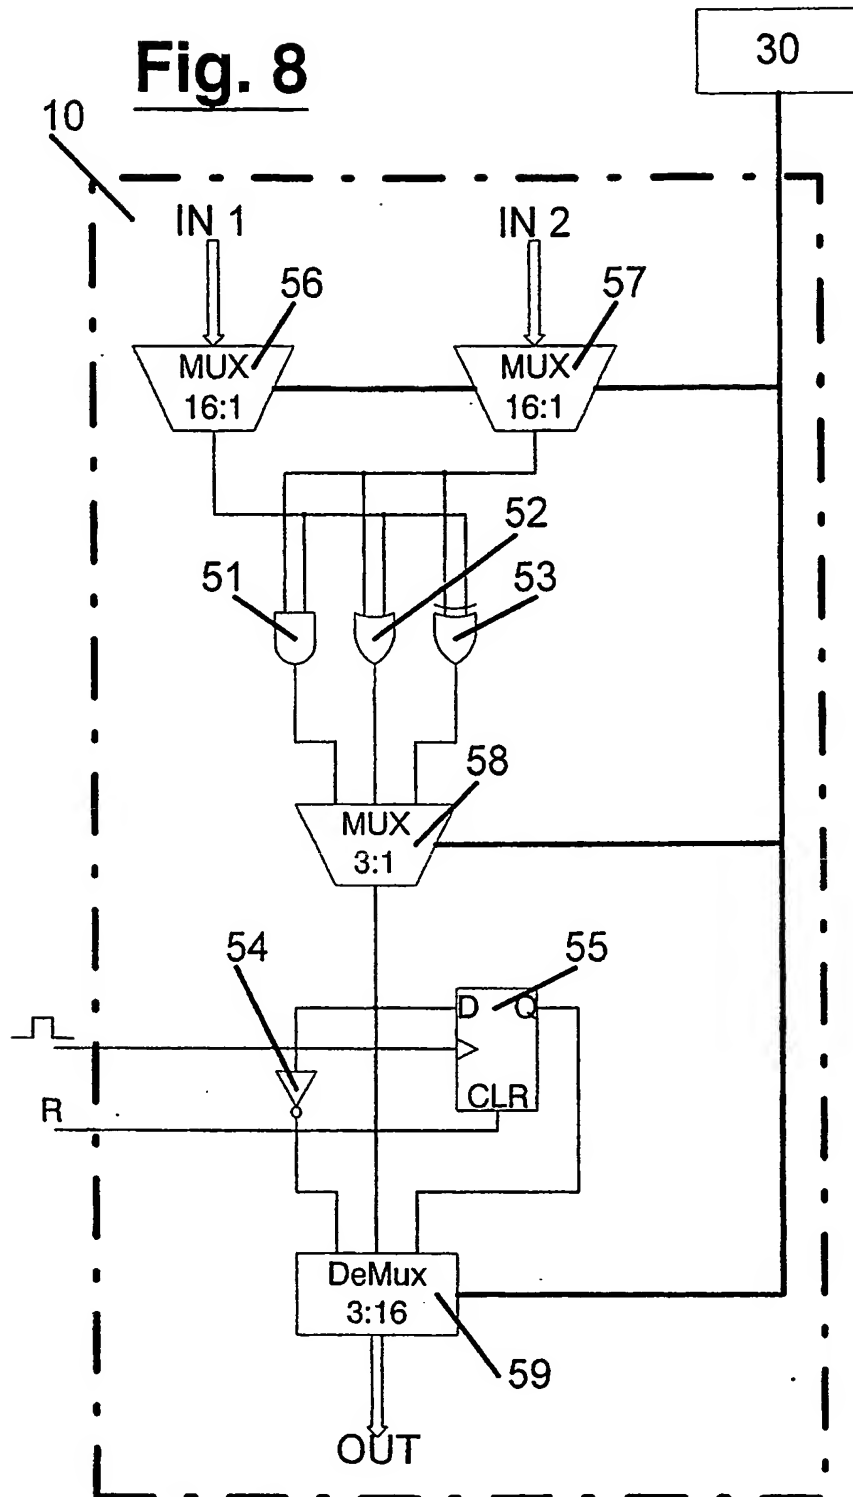 Fig. 8
30
10
IN 1
IN 2
56
57
MUX
16:1
MUX
16:1
52
51
53
58
MUX
3:1
54
55
D
Q
CLR
R
DeMux
3:16
59
OUT